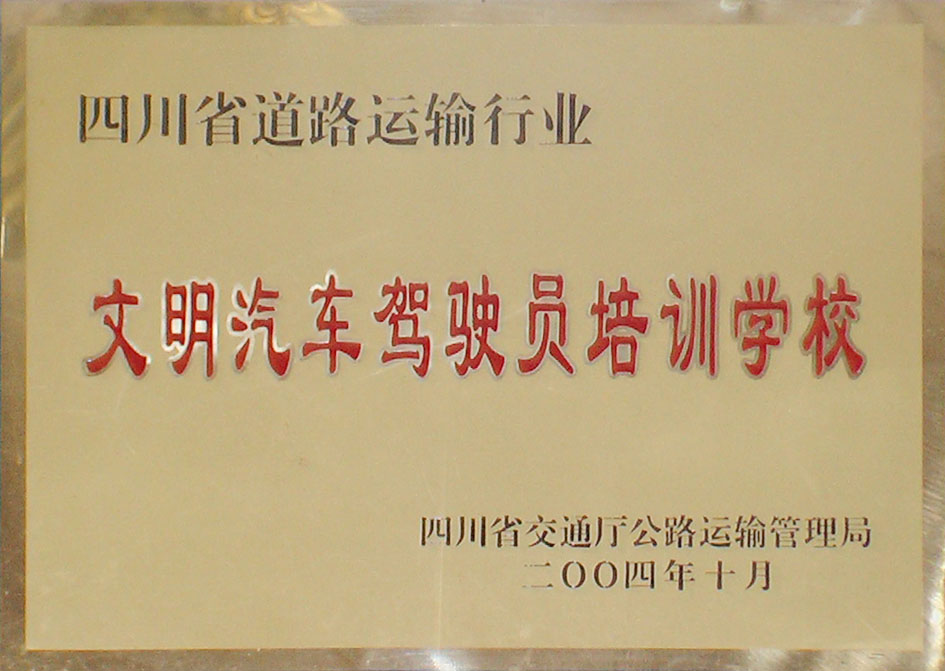 四川省道路运输行业
文明汽车驾驶员培训学校
四川省交通厅公路运输管理局
二〇〇四年十月